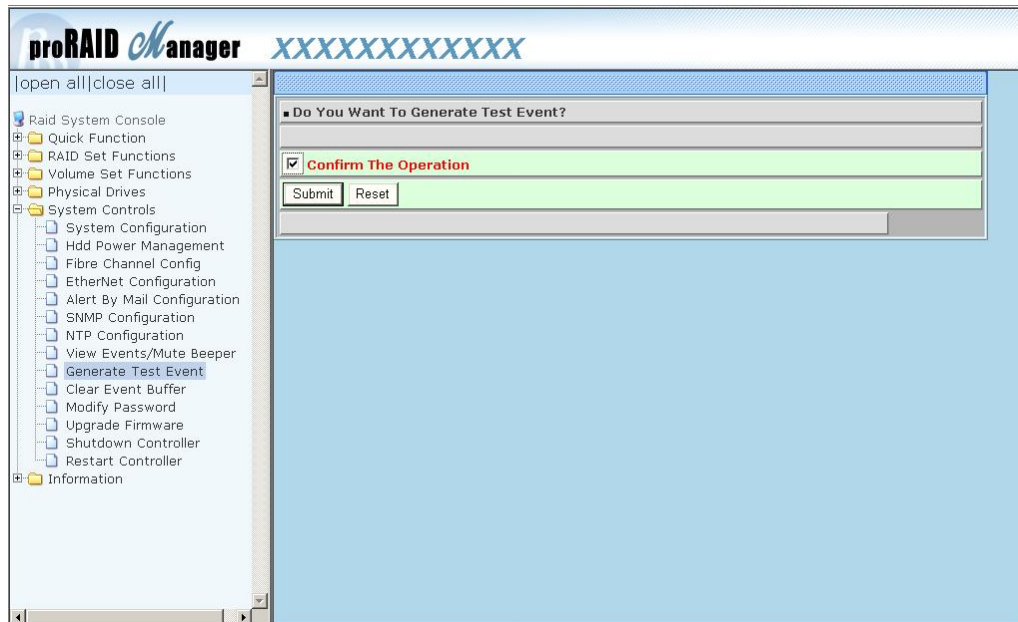 proRAID Manager XXXXXXXXXXXX
|open all|close all|
Raid System Console
Quick Function
RAID Set Functions
Volume Set Functions
Physical Drives
System Controls
System Configuration
Hdd Power Management
Fibre Channel Config
EtherNet Configuration
Alert By Mail Configuration
SNMP Configuration
NTP Configuration
View Events/Mute Beeper
Generate Test Event
Clear Event Buffer
Modify Password
Upgrade Firmware
Shutdown Controller
Restart Controller
Information
Do You Want To Generate Test Event?
Confirm The Operation
Submit Reset